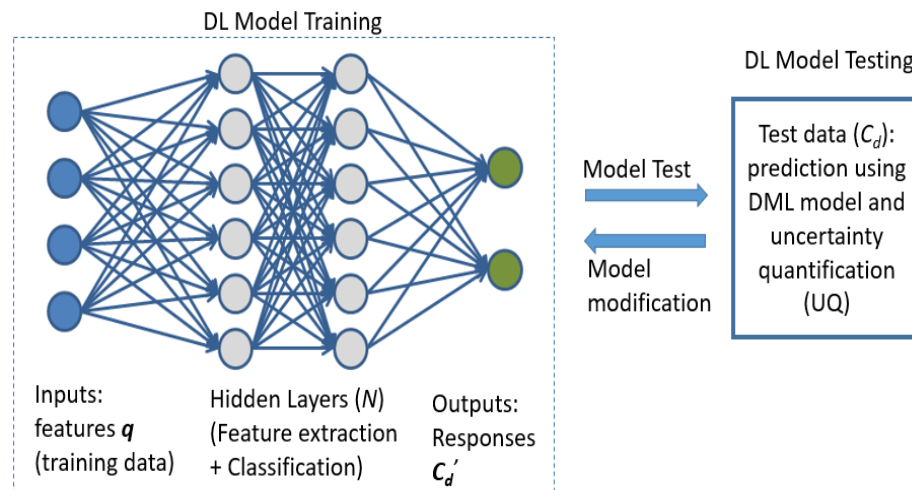 DL Model Training
DL Model Testing
Model Test
Model
modification
Test data (C_d):
prediction using
DML model and
uncertainty
quantification
(UQ)
Inputs:
features q
(training data)
Hidden Layers (N)
(Feature extraction
+ Classification)
Outputs:
Responses
C_d′